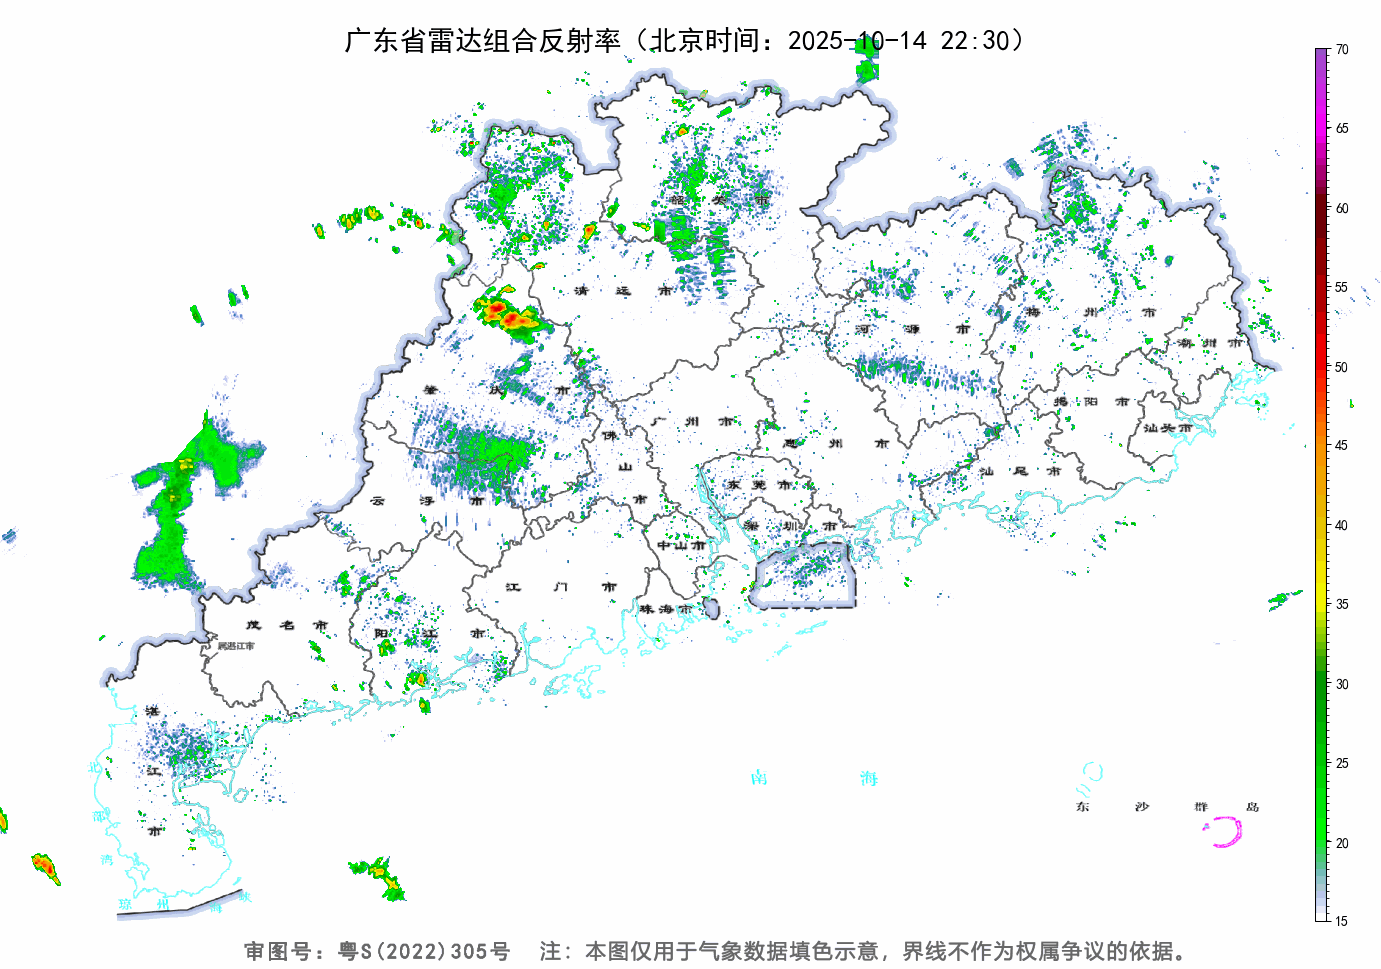 广东省雷达组合反射率（北京时间：2025-10-14 22:30）
70
65
60
55
50
45
40
35
30
25
20
15
韶 关 市
清 远 市
河 源 市
梅 州 市
潮 州 市
肇 庆 市
广 州 市
佛 山 市
惠 州 市
揭 阳 市
汕头市
汕 尾 市
东 莞 市
云 浮 市
深 圳 市
中山市
江 门 市
珠海市
茂 名 市
属湛江市
阳 江 市
湛 江 市
北 部 湾
南 海
东 沙 群 岛
琼 州 海 峡
审图号：粤S(2022)305号 注：本图仅用于气象数据填色示意，界线不作为权属争议的依据。